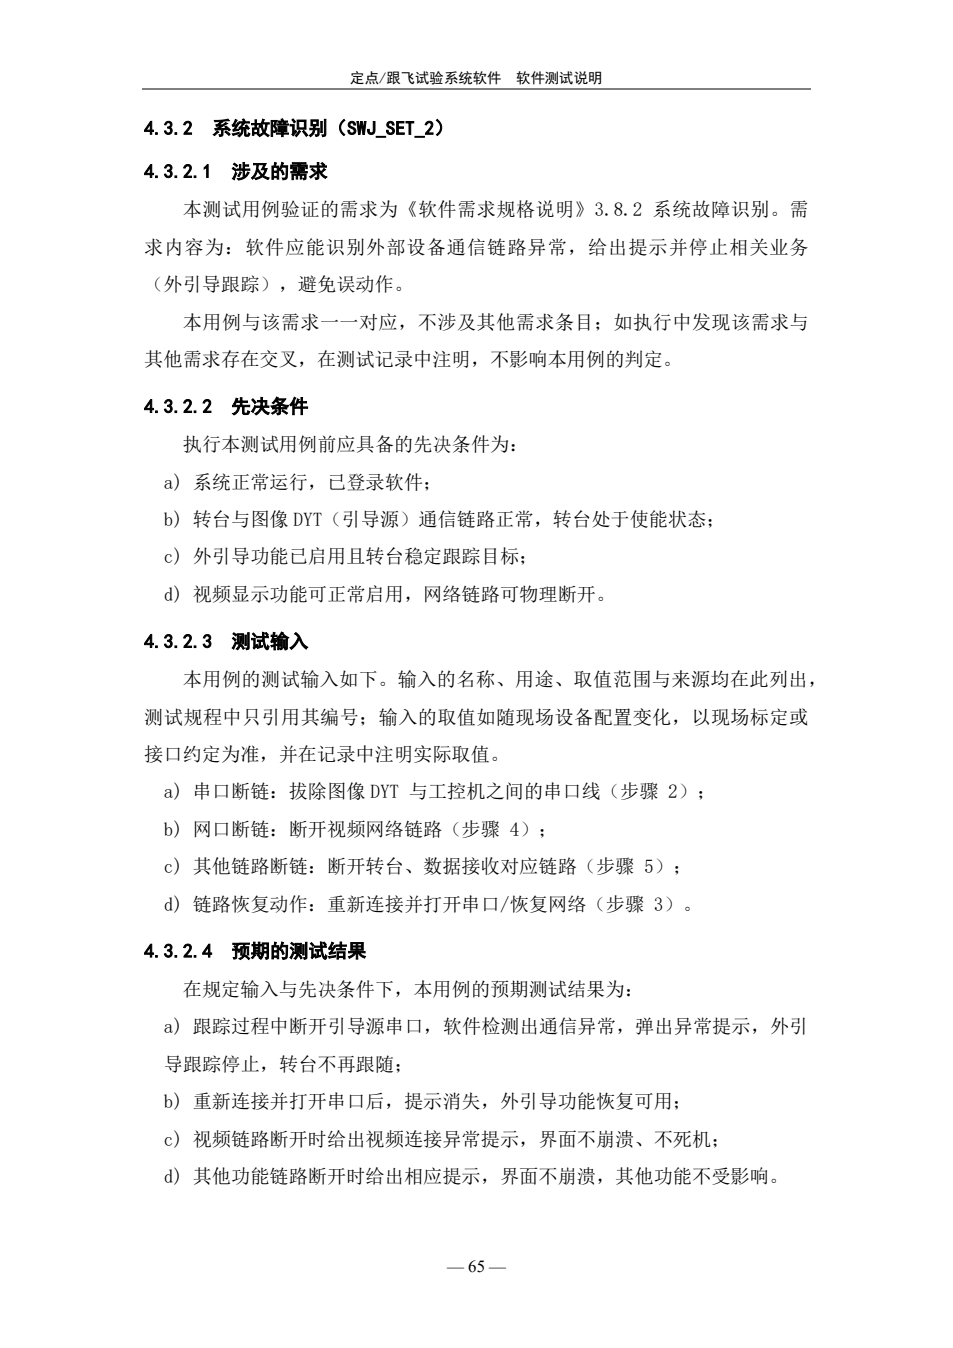 定点/跟飞试验系统软件　软件测试说明
4.3.2　系统故障识别（SWJ_SET_2）
4.3.2.1　涉及的需求
本测试用例验证的需求为《软件需求规格说明》3.8.2 系统故障识别。需
求内容为：软件应能识别外部设备通信链路异常，给出提示并停止相关业务
（外引导跟踪），避免误动作。
本用例与该需求一一对应，不涉及其他需求条目；如执行中发现该需求与
其他需求存在交叉，在测试记录中注明，不影响本用例的判定。
4.3.2.2　先决条件
执行本测试用例前应具备的先决条件为：
a) 系统正常运行，已登录软件；
b) 转台与图像 DYT（引导源）通信链路正常，转台处于使能状态；
c) 外引导功能已启用且转台稳定跟踪目标；
d) 视频显示功能可正常启用，网络链路可物理断开。
4.3.2.3　测试输入
本用例的测试输入如下。输入的名称、用途、取值范围与来源均在此列出，
测试规程中只引用其编号；输入的取值如随现场设备配置变化，以现场标定或
接口约定为准，并在记录中注明实际取值。
a) 串口断链：拔除图像 DYT 与工控机之间的串口线（步骤 2）；
b) 网口断链：断开视频网络链路（步骤 4）；
c) 其他链路断链：断开转台、数据接收对应链路（步骤 5）；
d) 链路恢复动作：重新连接并打开串口/恢复网络（步骤 3）。
4.3.2.4　预期的测试结果
在规定输入与先决条件下，本用例的预期测试结果为：
a) 跟踪过程中断开引导源串口，软件检测出通信异常，弹出异常提示，外引
导跟踪停止，转台不再跟随；
b) 重新连接并打开串口后，提示消失，外引导功能恢复可用；
c) 视频链路断开时给出视频连接异常提示，界面不崩溃、不死机；
d) 其他功能链路断开时给出相应提示，界面不崩溃，其他功能不受影响。
— 65 —